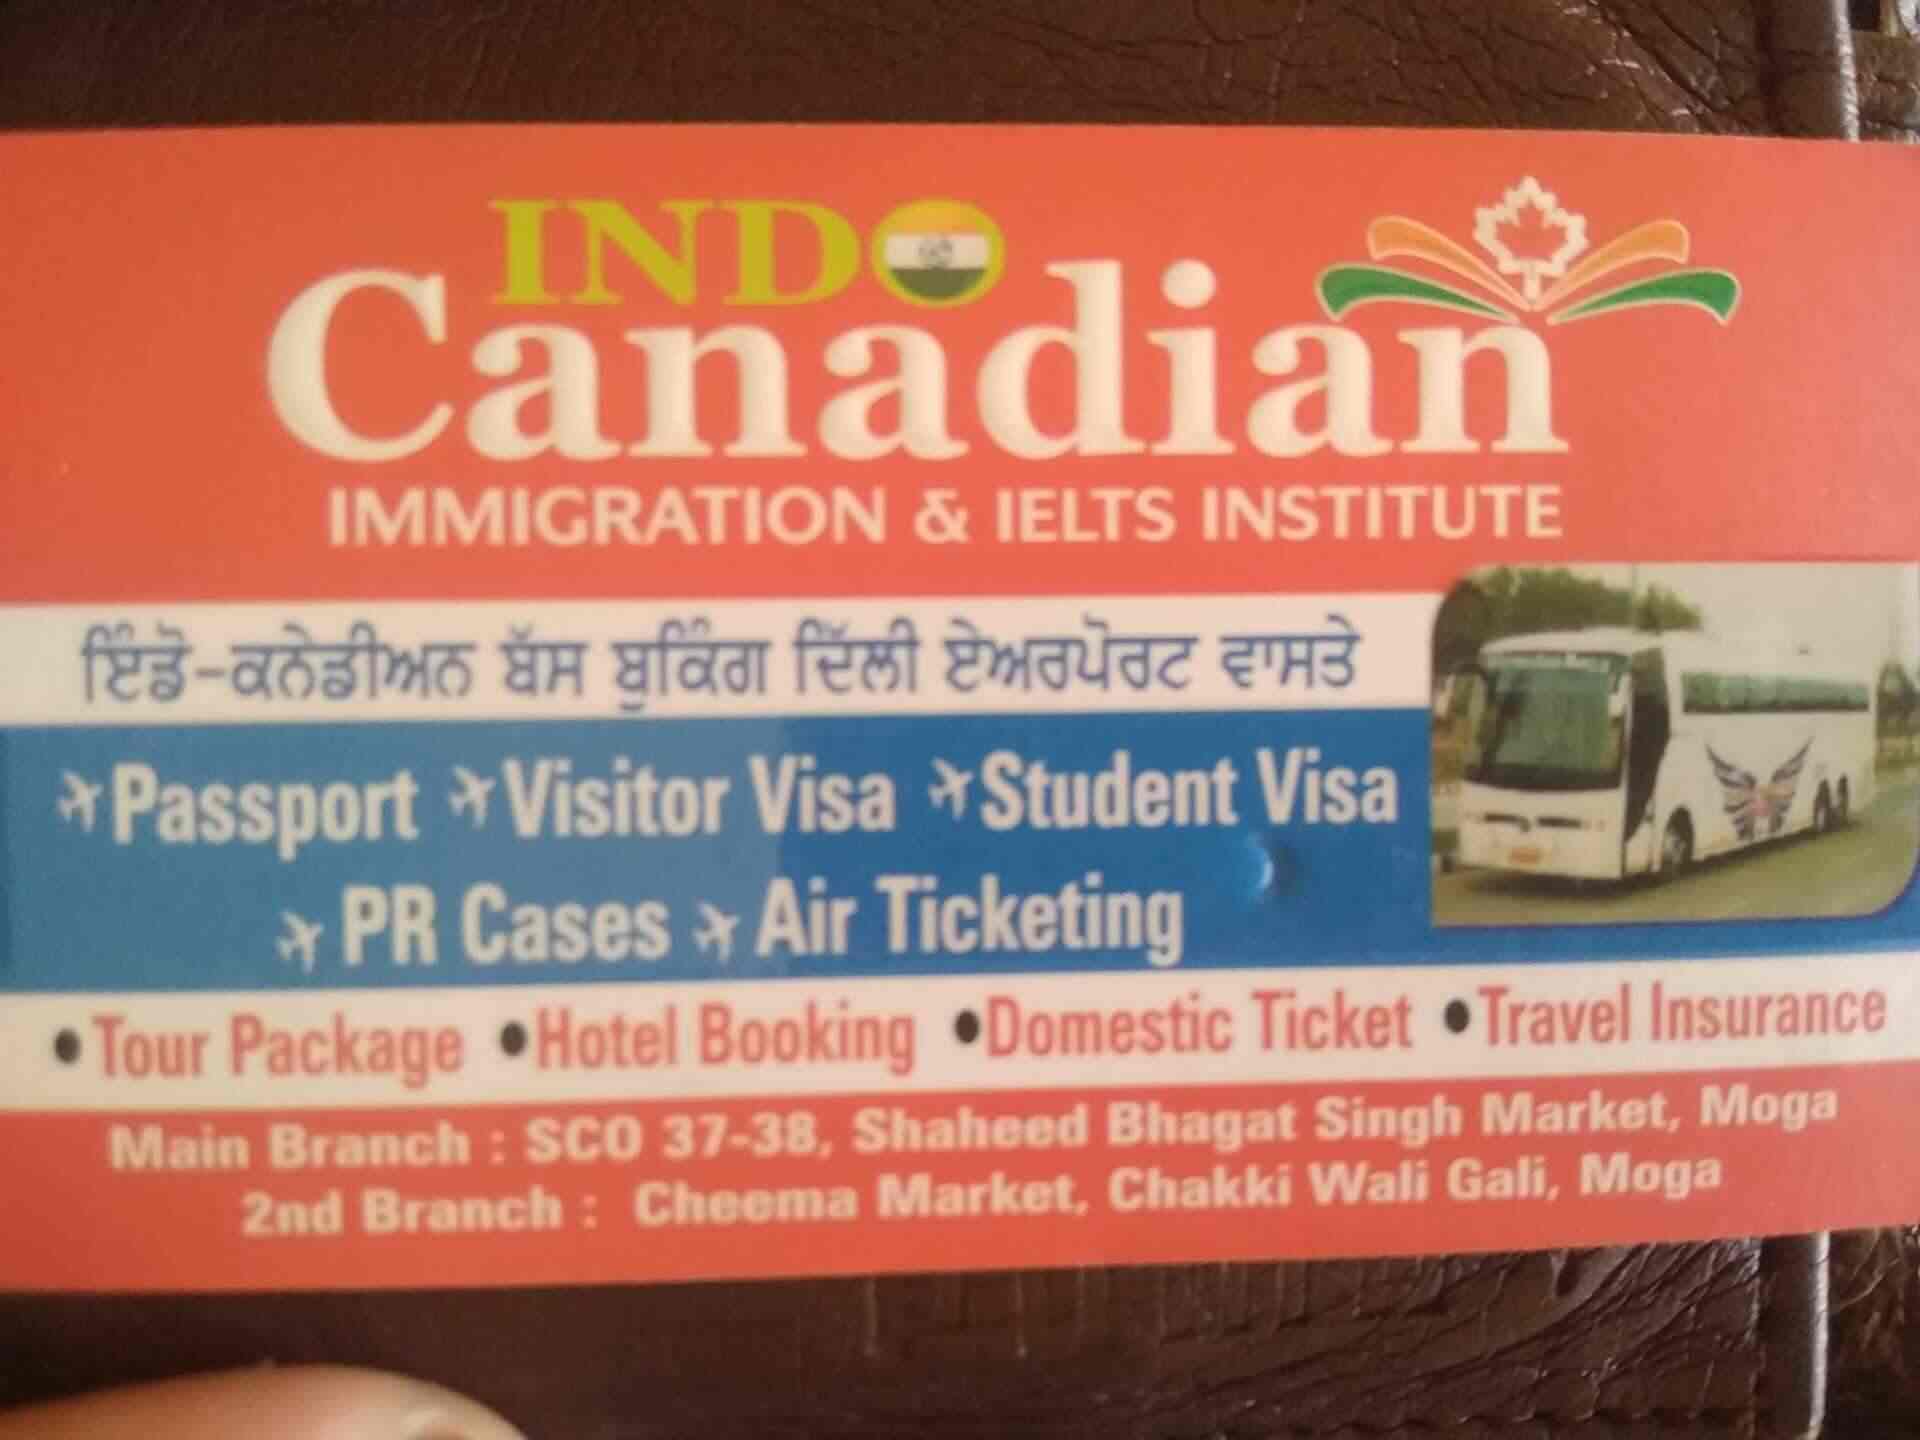 INDO
Canadian
IMMIGRATION & IELTS INSTITUTE
ਇੰਡੋ-ਕਨੇਡੀਅਨ ਬੱਸ ਬੁਕਿੰਗ ਦਿੱਲੀ ਏਅਰਪੋਰਟ ਵਾਸਤੇ
Passport Visitor Visa Student Visa
PR Cases Air Ticketing
•Tour Package •Hotel Booking •Domestic Ticket •Travel Insurance
Main Branch : SCO 37-38, Shaheed Bhagat Singh Market, Moga
2nd Branch : Cheema Market, Chakki Wali Gali, Moga